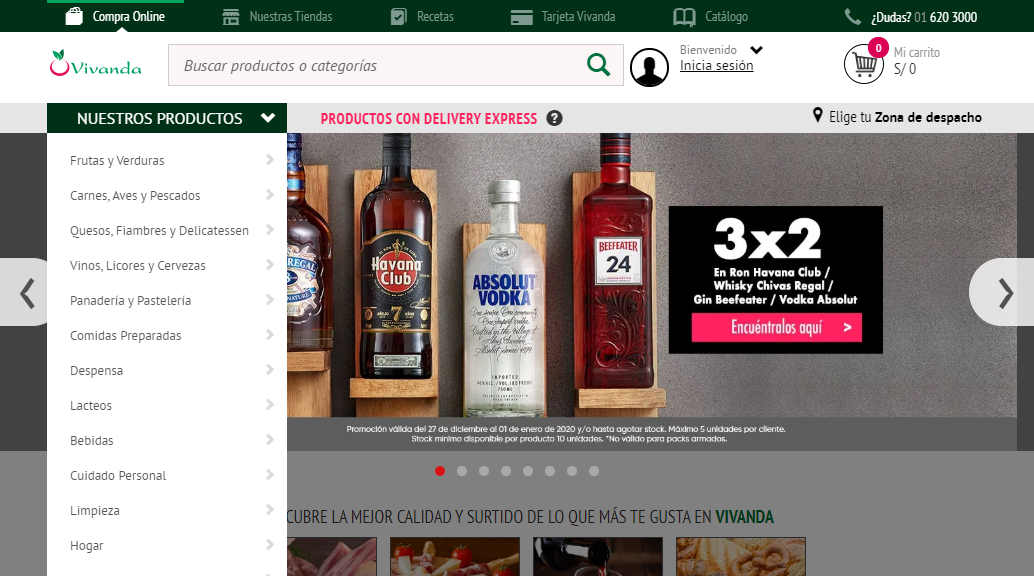 Compra Online
Nuestras Tiendas
Recetas
Tarjeta Vivanda
Catálogo
¿Dudas? 01 620 3000
Vivanda
Buscar productos o categorías
Bienvenido
Inicia sesión
0
Mi carrito
S/ 0
NUESTROS PRODUCTOS
PRODUCTOS CON DELIVERY EXPRESS ?
Elige tu Zona de despacho
Frutas y Verduras
Carnes, Aves y Pescados
Quesos, Fiambres y Delicatessen
Vinos, Licores y Cervezas
Panadería y Pastelería
Comidas Preparadas
Despensa
Lacteos
Bebidas
Cuidado Personal
Limpieza
Hogar
REGAL
Havana
Club
7
ABSOLUT
VODKA
IMPORTED
BEEFEATER
24
3x2
En Ron Havana Club /
Whisky Chivas Regal /
Gin Beefeater / Vodka Absolut
Encuéntralos aquí >
Promoción válida del 27 de diciembre al 01 de enero de 2020 y/o hasta agotar stock. Máximo 5 unidades por cliente.
Stock mínimo disponible por producto 10 unidades. *No válido para packs armados.
CUBRE LA MEJOR CALIDAD Y SURTIDO DE LO QUE MÁS TE GUSTA EN VIVANDA